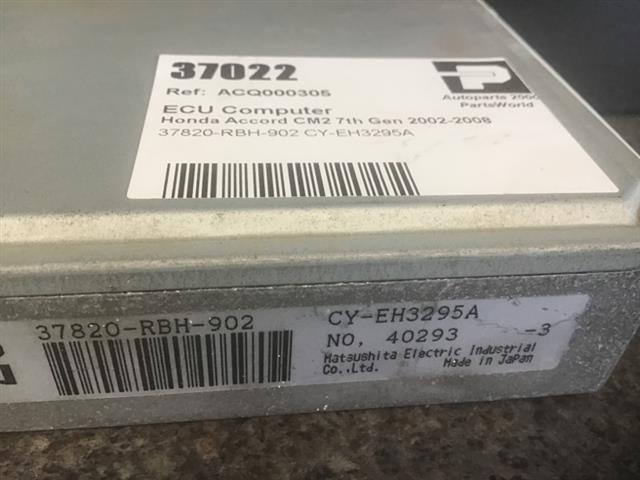 37022
Ref: ACQ000305
Autoparts 2500
PartsWorld
ECU Computer
Honda Accord CM2 7th Gen 2002-2008
37820-RBH-902 CY-EH3295A
37820-RBH-902
CY-EH3295A
NO, 40293 -3
Matsushita Electric Industrial
Co.,Ltd. Made in Japan